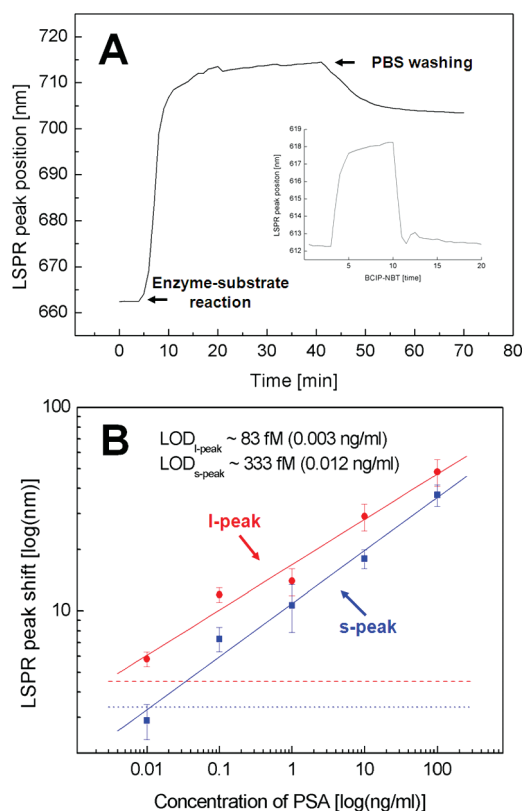 A
LSPR peak position [nm]
720
710
700
690
680
670
660
PBS washing
Enzyme-substrate
reaction
0
10
20
30
40
50
60
70
80
Time [min]
LSPR peak positon [nm]
619
618
617
616
615
614
613
612
5
10
15
20
BCIP-NBT [time]
B
LSPR peak shift [log(nm)]
100
10
LOD l-peak ~ 83 fM (0.003 ng/ml)
LOD s-peak ~ 333 fM (0.012 ng/ml)
l-peak
s-peak
0.01
0.1
1
10
100
Concentration of PSA [log(ng/ml)]